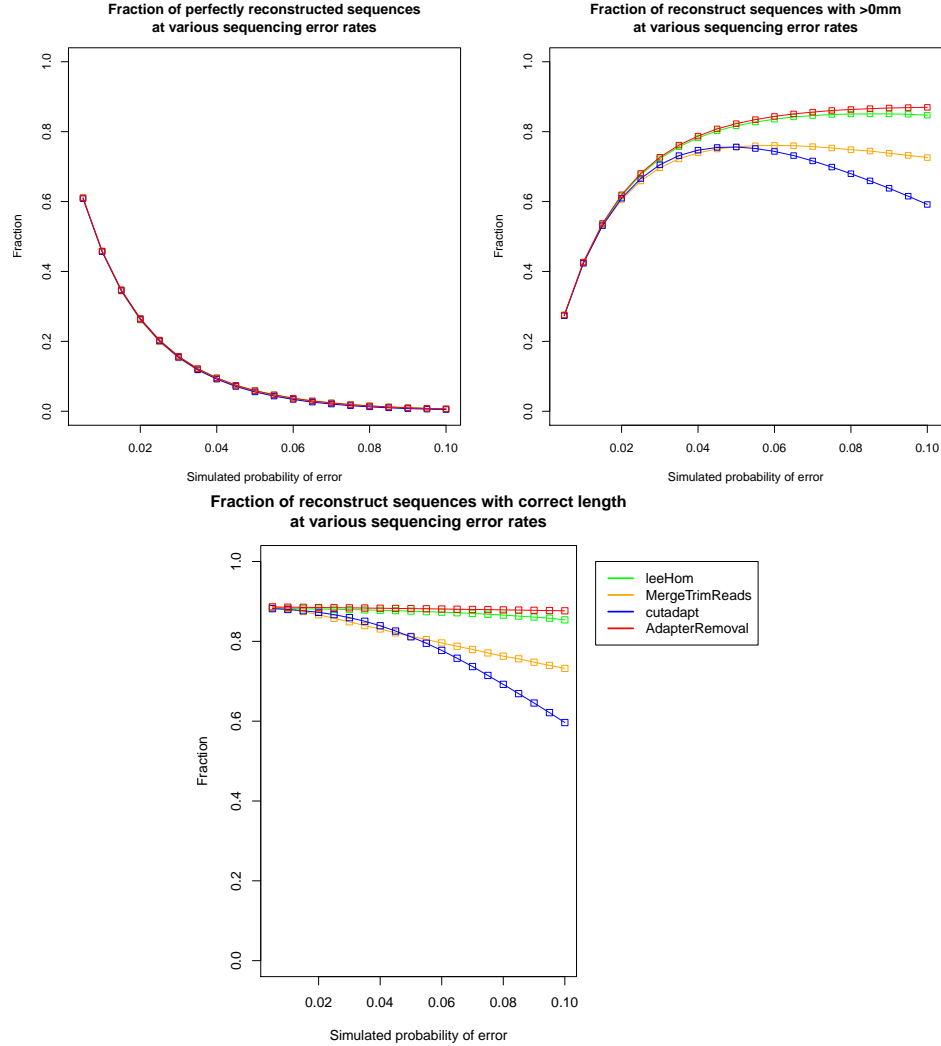 Fraction of perfectly reconstructed sequences
at various sequencing error rates
Fraction
1.0
0.8
0.6
0.4
0.2
0.0
0.02 0.04 0.06 0.08 0.10
Simulated probability of error
Fraction of reconstruct sequences with >0mm
at various sequencing error rates
Fraction
1.0
0.8
0.6
0.4
0.2
0.0
0.02 0.04 0.06 0.08 0.10
Simulated probability of error
Fraction of reconstruct sequences with correct length
at various sequencing error rates
Fraction
1.0
0.8
0.6
0.4
0.2
0.0
0.02 0.04 0.06 0.08 0.10
Simulated probability of error
leeHom
MergeTrimReads
cutadapt
AdapterRemoval